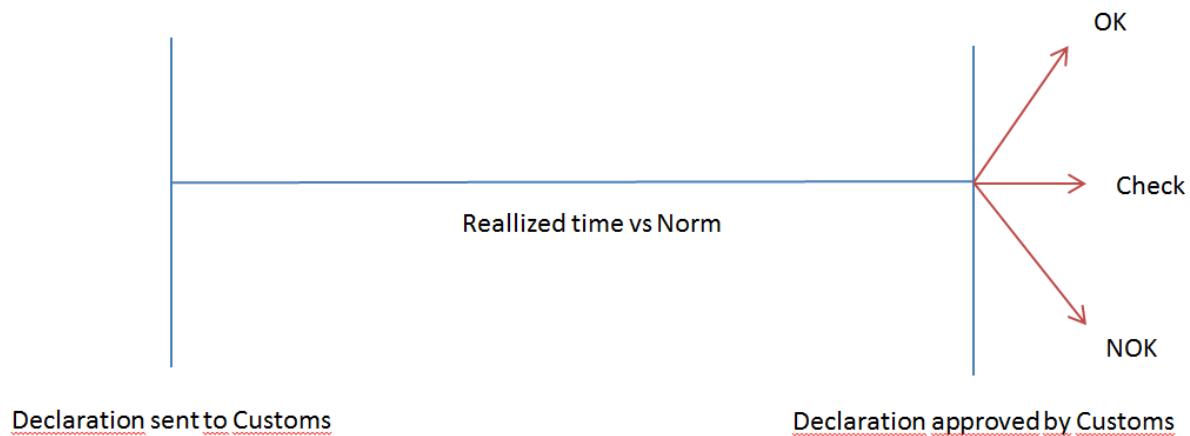 OK
Check
Reallized time vs Norm
NOK
Declaration sent to Customs
Declaration approved by Customs